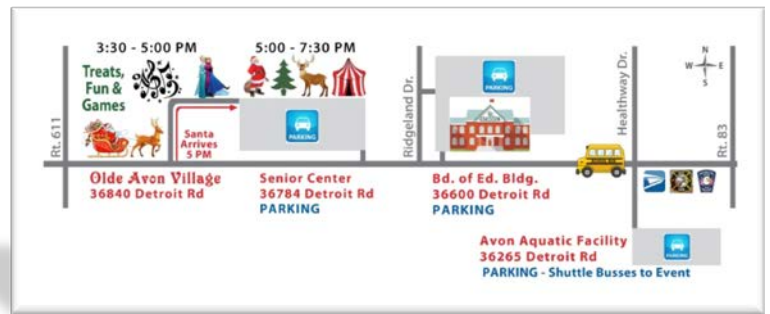 3:30 - 5:00 PM
5:00 - 7:30 PM
Treats,
Fun &
Games
Santa
Arrives
5 PM
PARKING
PARKING
Rt. 611
Ridgeland Dr.
Healthway Dr.
Rt. 83
N
W
E
S
Olde Avon Village
36840 Detroit Rd
Senior Center
36784 Detroit Rd
PARKING
Bd. of Ed. Bldg.
36600 Detroit Rd
PARKING
Avon Aquatic Facility
36265 Detroit Rd
PARKING - Shuttle Busses to Event
PARKING